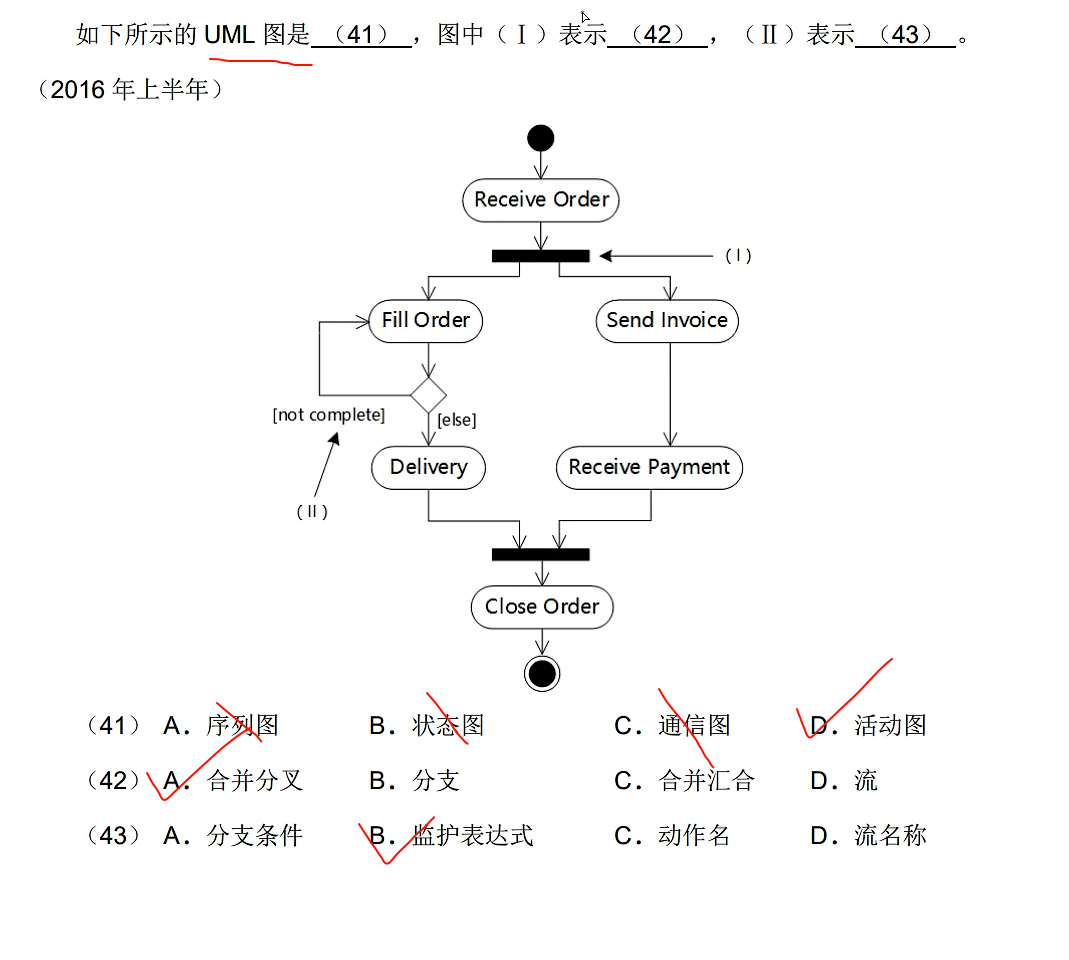 如下所示的 UML 图是 （41） ，图中（Ⅰ）表示 （42） ，（Ⅱ）表示 （43） 。
（2016 年上半年）
Receive Order
(Ⅰ)
Fill Order Send Invoice
[not complete] [else]
Delivery Receive Payment
(Ⅱ)
Close Order
（41） A. 序列图 B. 状态图 C. 通信图 D. 活动图
（42） A. 合并分叉 B. 分支 C. 合并汇合 D. 流
（43） A. 分支条件 B. 监护表达式 C. 动作名 D. 流名称